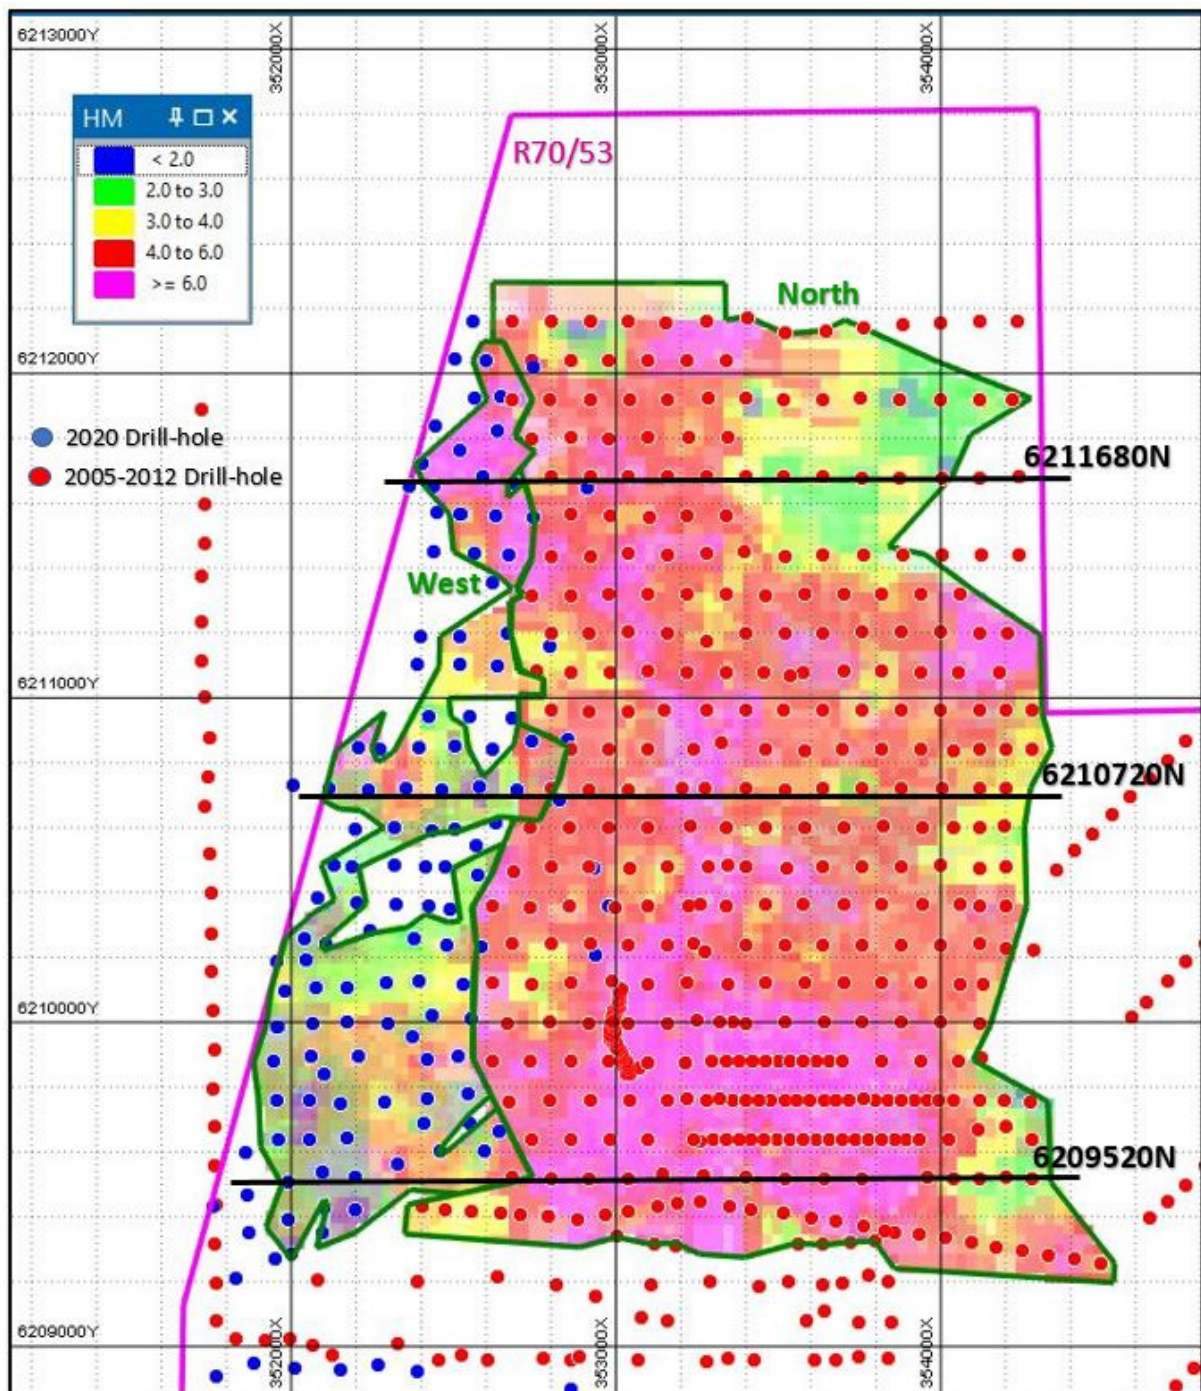 6213000Y
352000X
353000X
354000X
HM
< 2.0
2.0 to 3.0
3.0 to 4.0
4.0 to 6.0
>= 6.0
R70/53
North
6212000Y
2020 Drill-hole
2005-2012 Drill-hole
6211680N
West
6211000Y
6210720N
6210000Y
6209520N
6209000Y
352000X
353000X
354000X